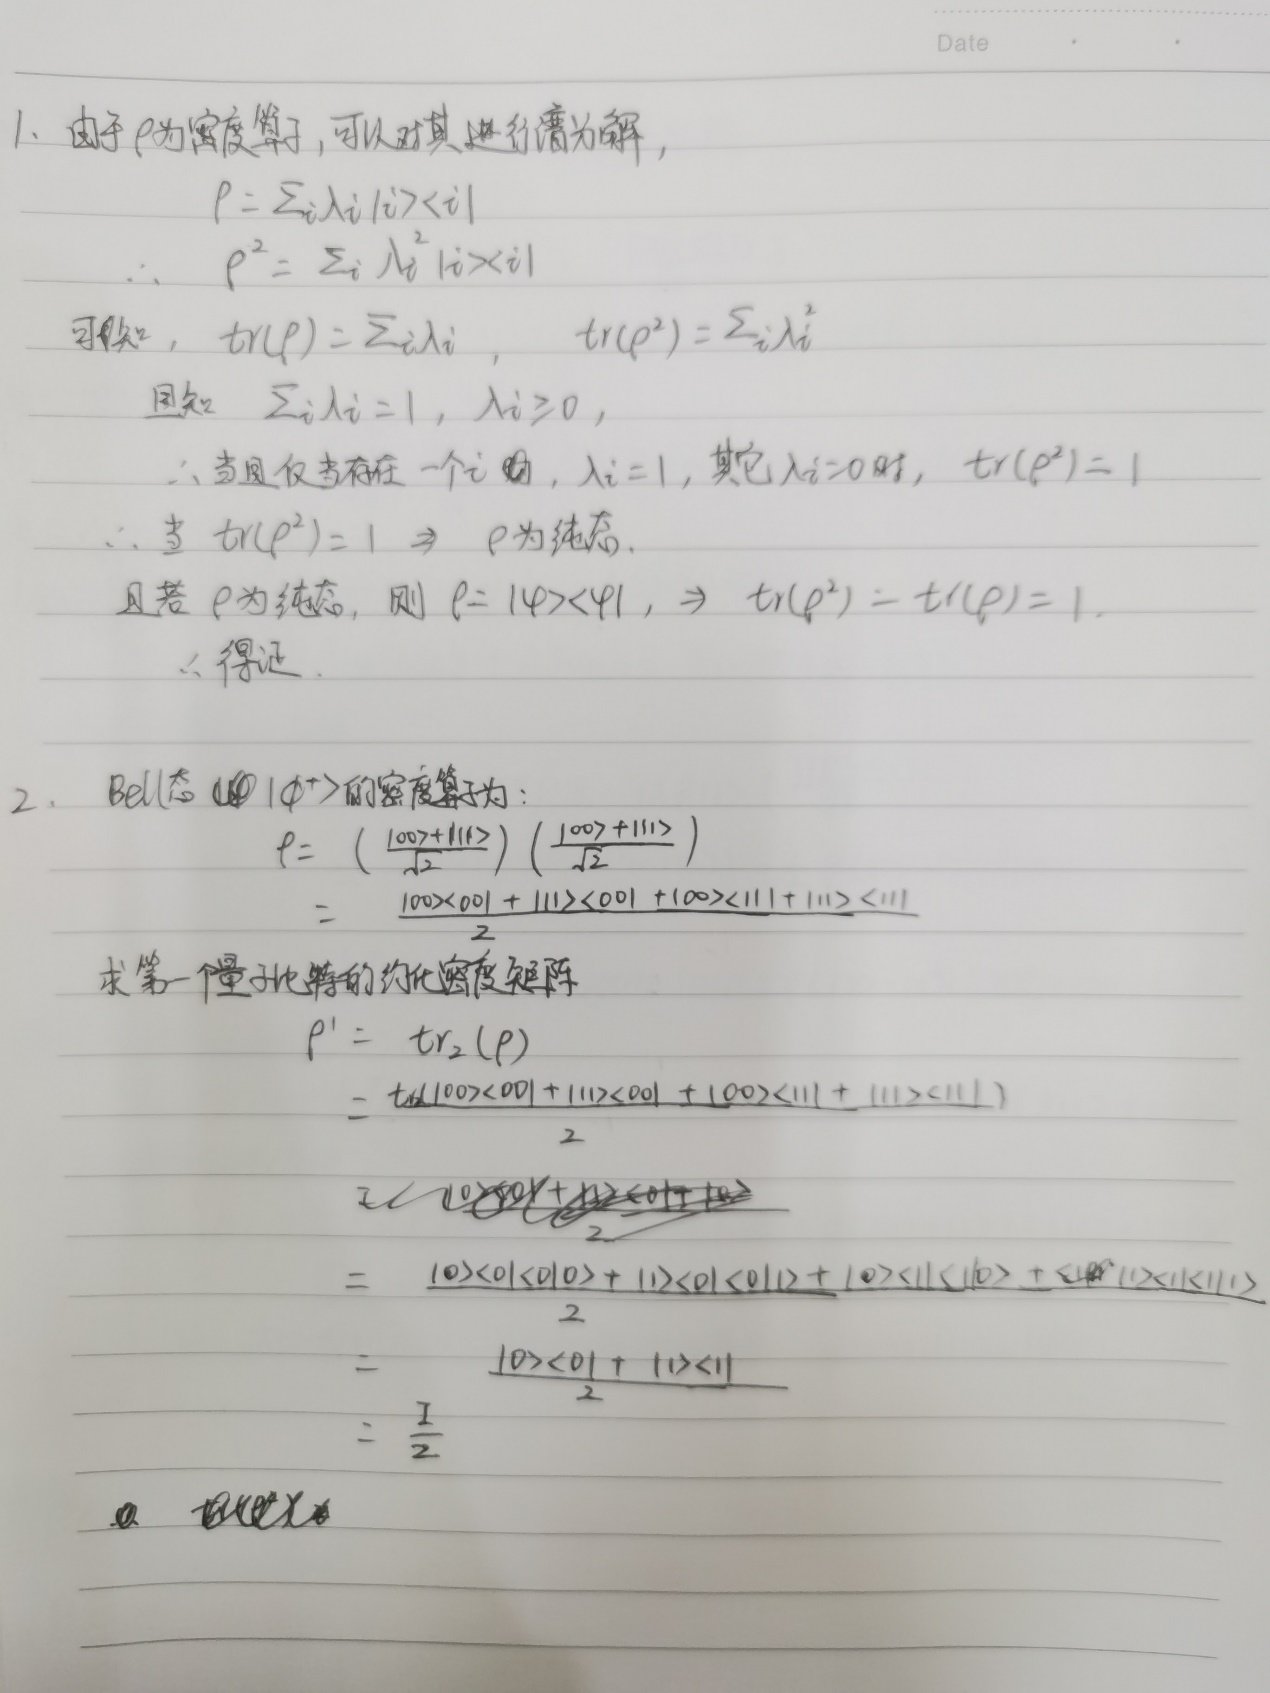 Date
1、由于ρ为密度算子,可以对其进行谱分解,
ρ=Σiλi|i><i|
∴ ρ²= Σi λi²|i><i|
可知, tr(ρ)=Σiλi, tr(ρ²)=Σiλi²
且知 Σiλi=1, λi≥0,
∴当且仅当存在一个i, λi=1,其它λi=0时, tr(ρ²)=1
∴当 tr(ρ²)=1 ⇒ ρ为纯态.
且若ρ为纯态,则 ρ=|φ><φ|, ⇒ tr(ρ²)=tr(ρ)=1.
∴得证.
2. Bell态|φ⁺>的密度算子为:
ρ= (|00>+|11>/√2)(|00>+|11>/√2)
= |00><00|+|11><00|+|00><11|+|11><11| / 2
求第一个量子比特的约化密度矩阵
ρ¹= tr₂(ρ)
= tr₂(|00><00|+|11><00|+|00><11|+|11><11|) / 2
= |0><0|<0|0>+|1><0|<0|1>+|0><1|<1|0>+|1><1|<1|1> / 2
= |0><0|+|1><1| / 2
= I/2